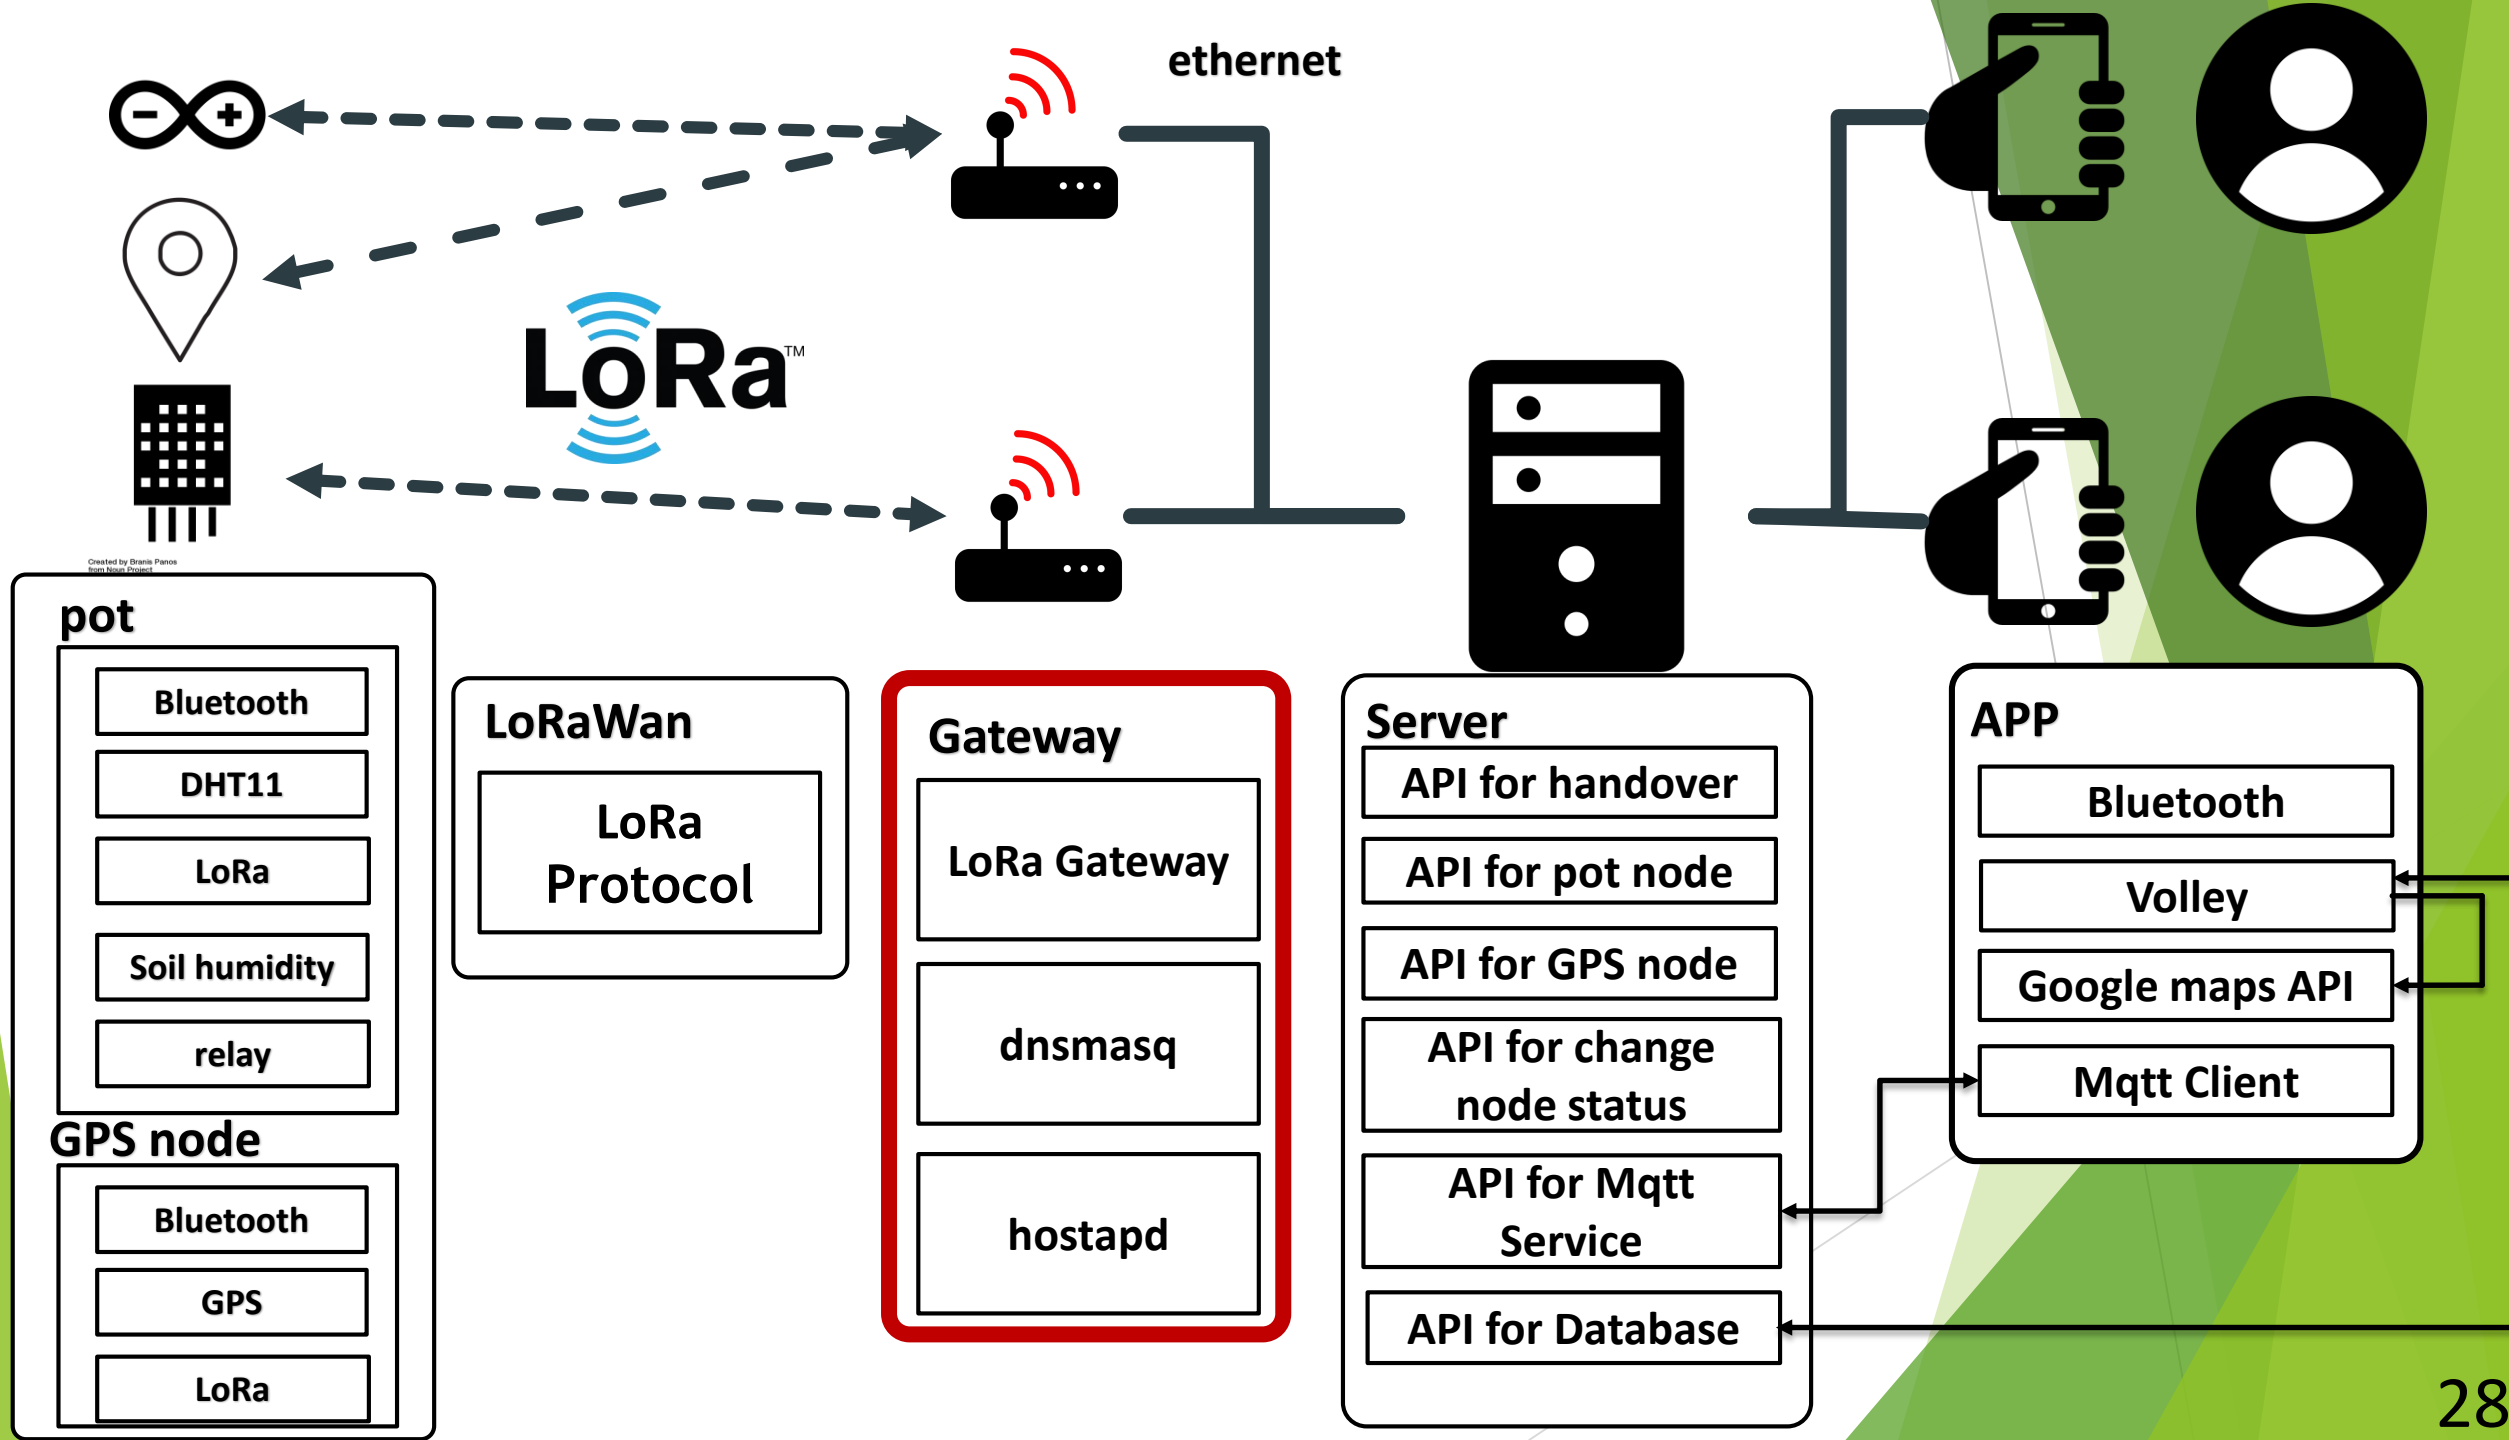 ethernet
LoRa™
Created by Branis Panos
from Noun Project
pot
Bluetooth
DHT11
LoRa
Soil humidity
relay
GPS node
Bluetooth
GPS
LoRa
LoRaWan
LoRa
Protocol
Gateway
LoRa Gateway
dnsmasq
hostapd
Server
API for handover
API for pot node
API for GPS node
API for change
node status
API for Mqtt
Service
API for Database
APP
Bluetooth
Volley
Google maps API
Mqtt Client
28